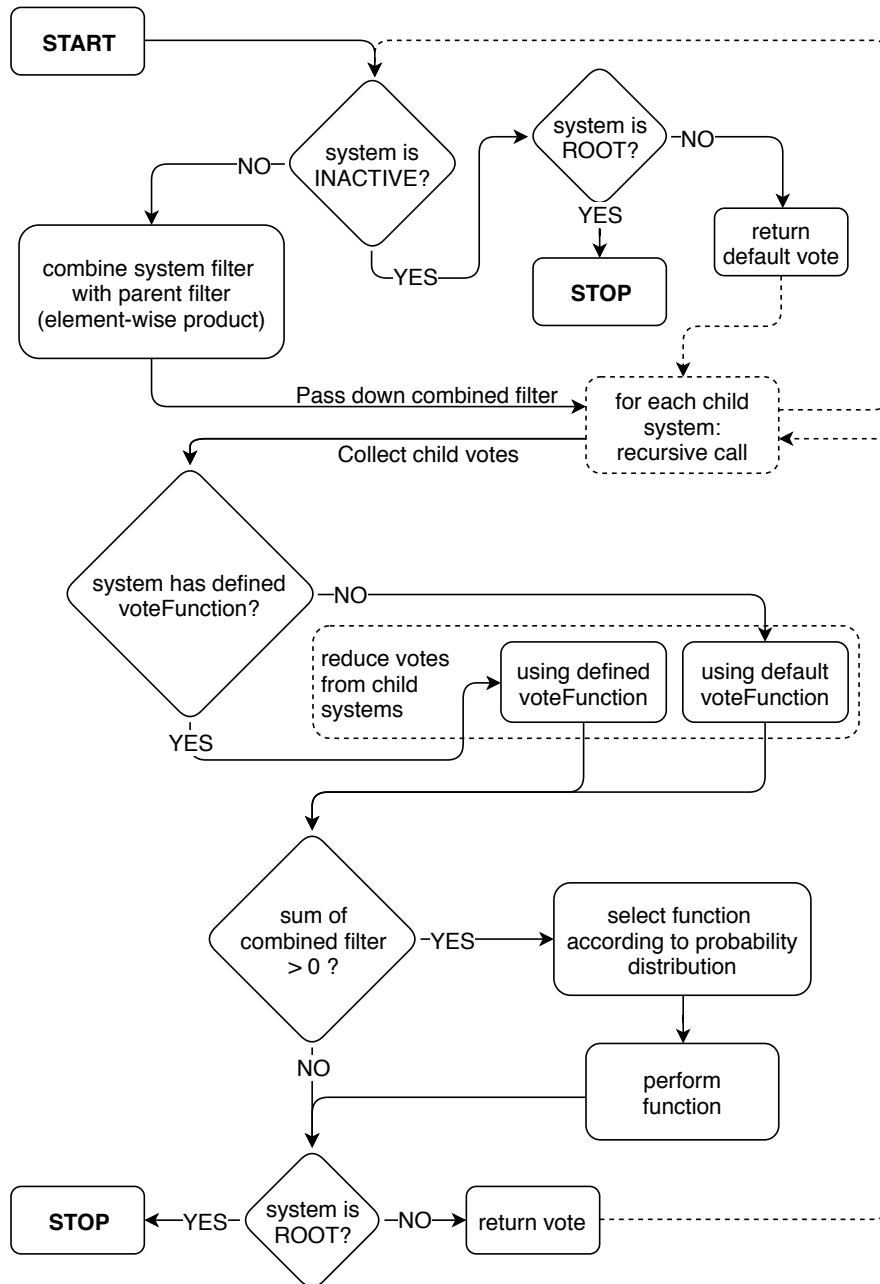 START
system is
INACTIVE?
NO
YES
system is
ROOT?
NO
YES
STOP
return
default vote
combine system filter
with parent filter
(element-wise product)
Pass down combined filter
for each child
system:
recursive call
Collect child votes
system has defined
voteFunction?
NO
YES
reduce votes
from child
systems
using defined
voteFunction
using default
voteFunction
sum of
combined filter
> 0 ?
YES
select function
according to probability
distribution
NO
perform
function
system is
ROOT?
YES
STOP
NO
return vote